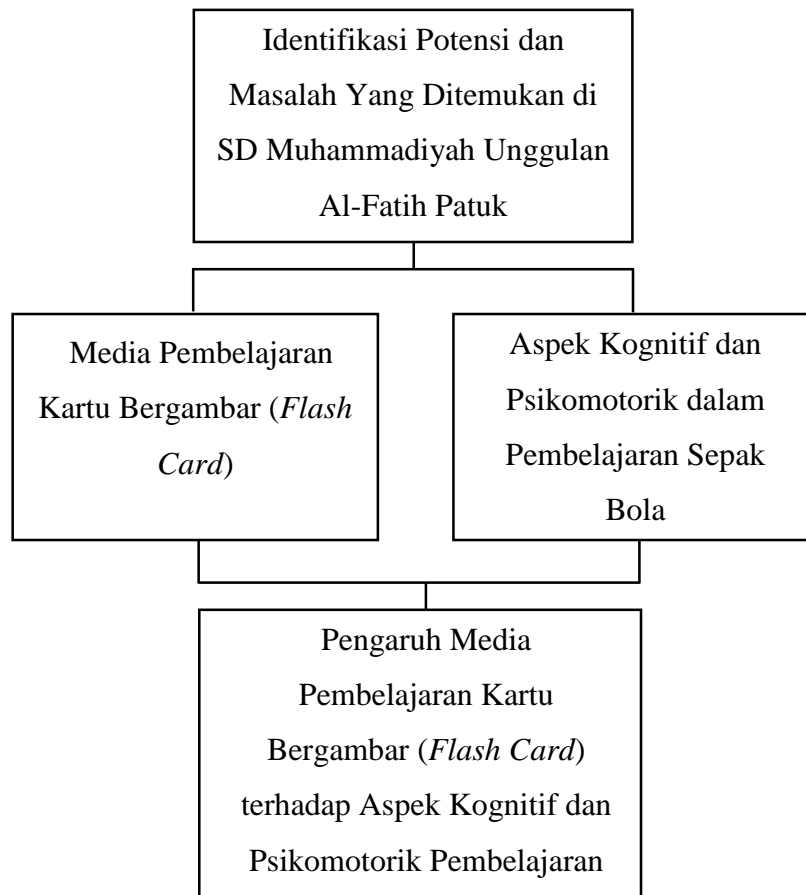 Identifikasi Potensi dan
Masalah Yang Ditemukan di
SD Muhammadiyah Unggulan
Al-Fatih Patuk
Media Pembelajaran
Kartu Bergambar (Flash
Card)
Aspek Kognitif dan
Psikomotorik dalam
Pembelajaran Sepak
Bola
Pengaruh Media
Pembelajaran Kartu
Bergambar (Flash Card)
terhadap Aspek Kognitif dan
Psikomotorik Pembelajaran